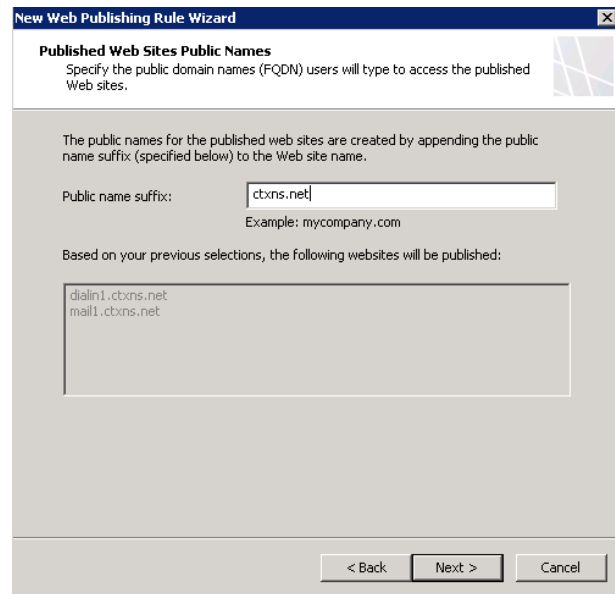 New Web Publishing Rule Wizard
Published Web Sites Public Names
Specify the public domain names (FQDN) users will type to access the published
Web sites.
The public names for the published web sites are created by appending the public
name suffix (specified below) to the Web site name.
Public name suffix:
ctxns.net
Example: mycompany.com
Based on your previous selections, the following websites will be published:
dialin1.ctxns.net
mail1.ctxns.net
< Back
Next >
Cancel